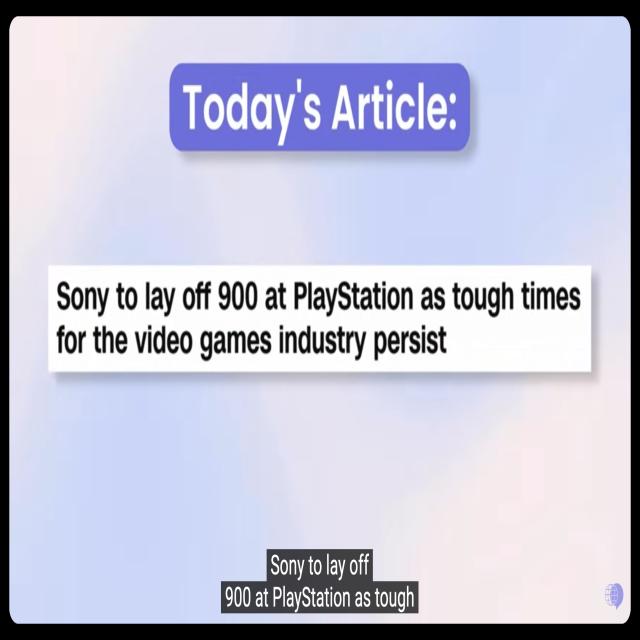 Today's Article:
Sony to lay off 900 at PlayStation as tough times
for the video games industry persist
Sony to lay off
900 at PlayStation as tough